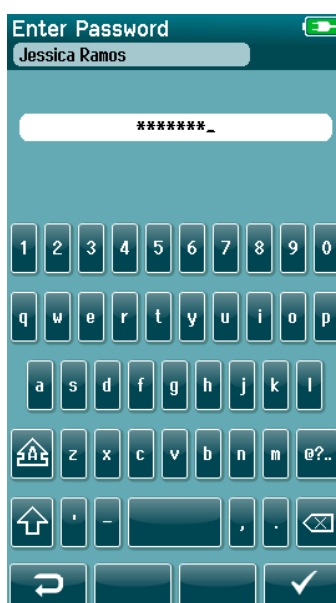 Enter Password
Jessica Ramos
*******_
1 2 3 4 5 6 7 8 9 0
q w e r t y u i o p
a s d f g h j k l
A z x c v b n m @?..
' - , .